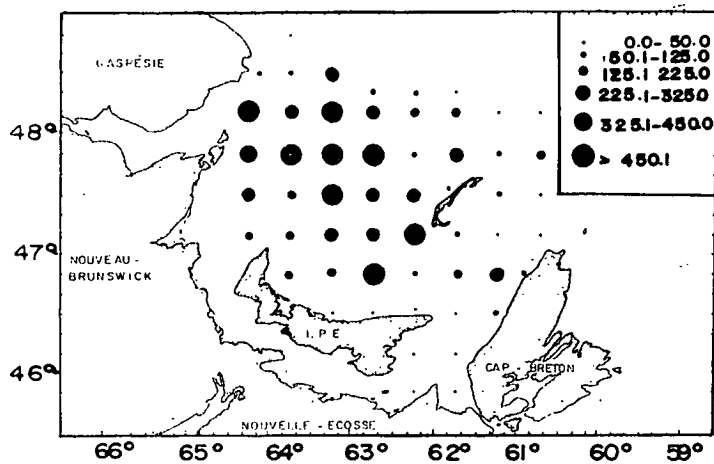 GASPÉSIE
0.0- 50.0
50.1-125.0
125.1 225.0
225.1-325.0
325.1-450.0
> 450.1
48°
47°
46°
NOUVEAU-
BRUNSWICK
I.P.E
CAP - BRETON
NOUVELLE - ECOSSE
66° 65° 64° 63° 62° 61° 60° 59°